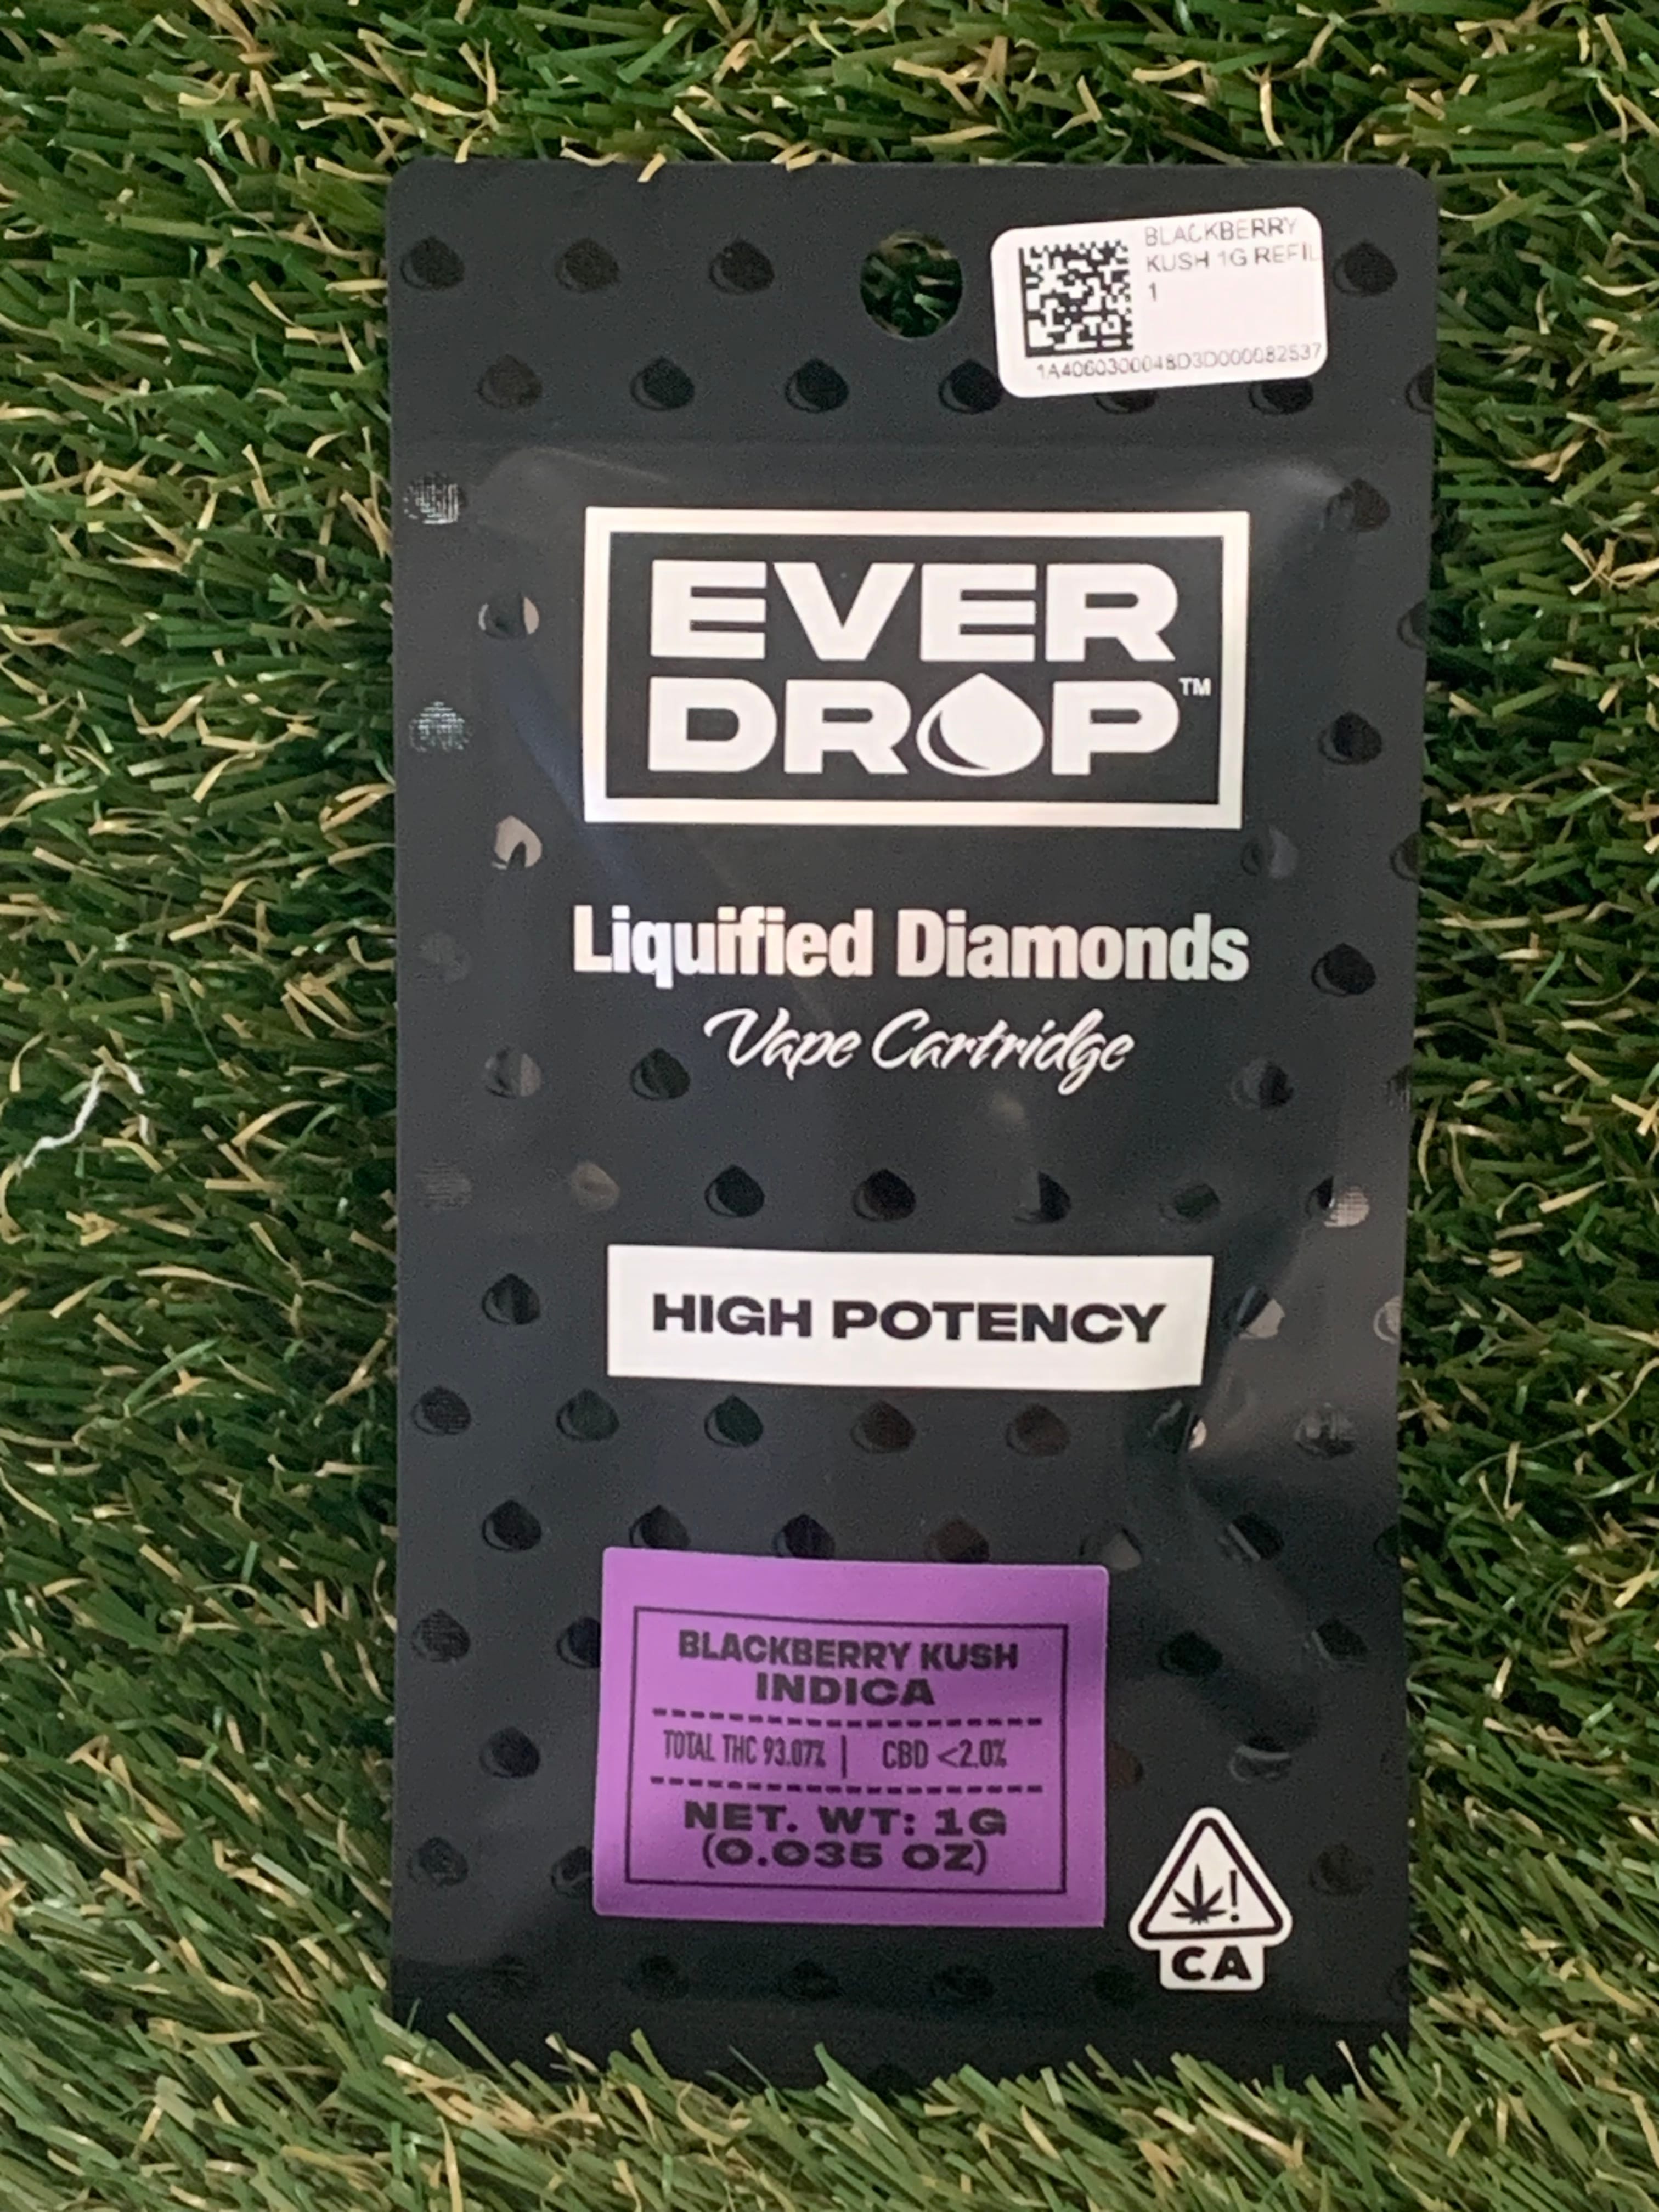 BLACKBERRY
KUSH 1G REFIL
1
1A4060300048D3D000082537
EVER
DROP™
Liquified Diamonds
Vape Cartridge
HIGH POTENCY
BLACKBERRY KUSH
INDICA
TOTAL THC 93.07% | CBD <2.0%
NET. WT: 1G
(0.035 OZ)
!
CA